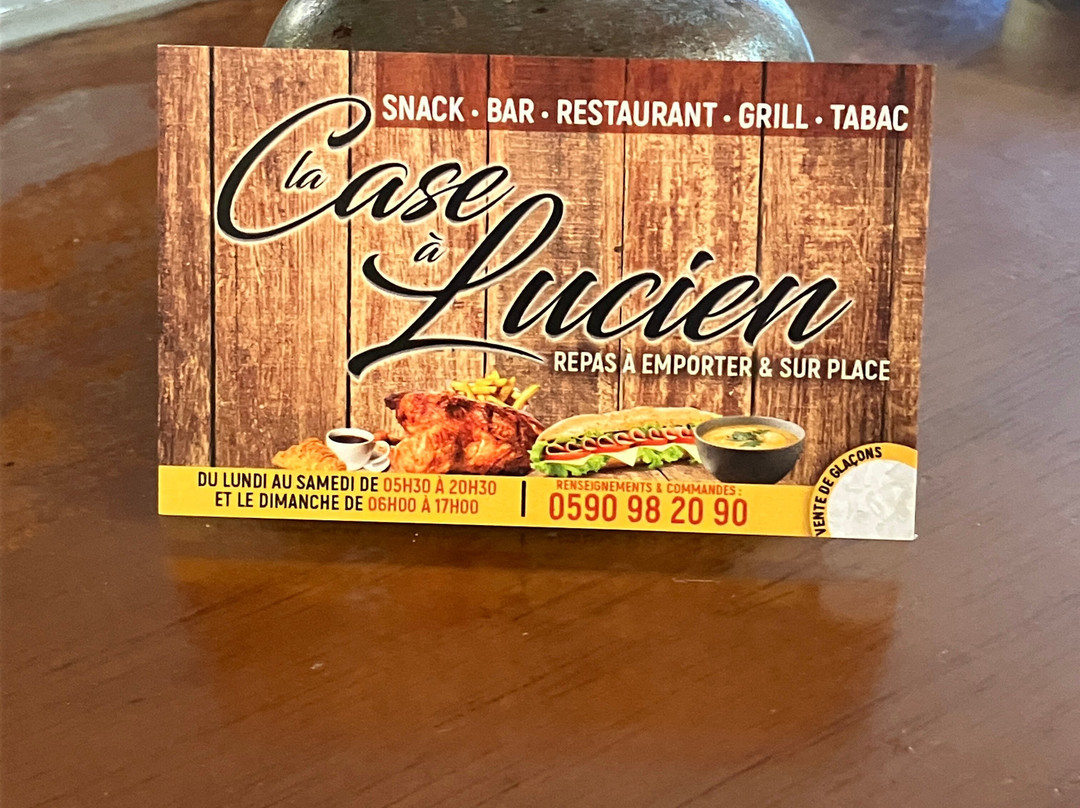 SNACK · BAR · RESTAURANT · GRILL · TABAC
la Case
à Lucien
REPAS À EMPORTER & SUR PLACE
DU LUNDI AU SAMEDI DE 05H30 À 20H30
ET LE DIMANCHE DE 06H00 À 17H00
RENSEIGNEMENTS & COMMANDES :
0590 98 20 90
VENTE DE GLAÇONS